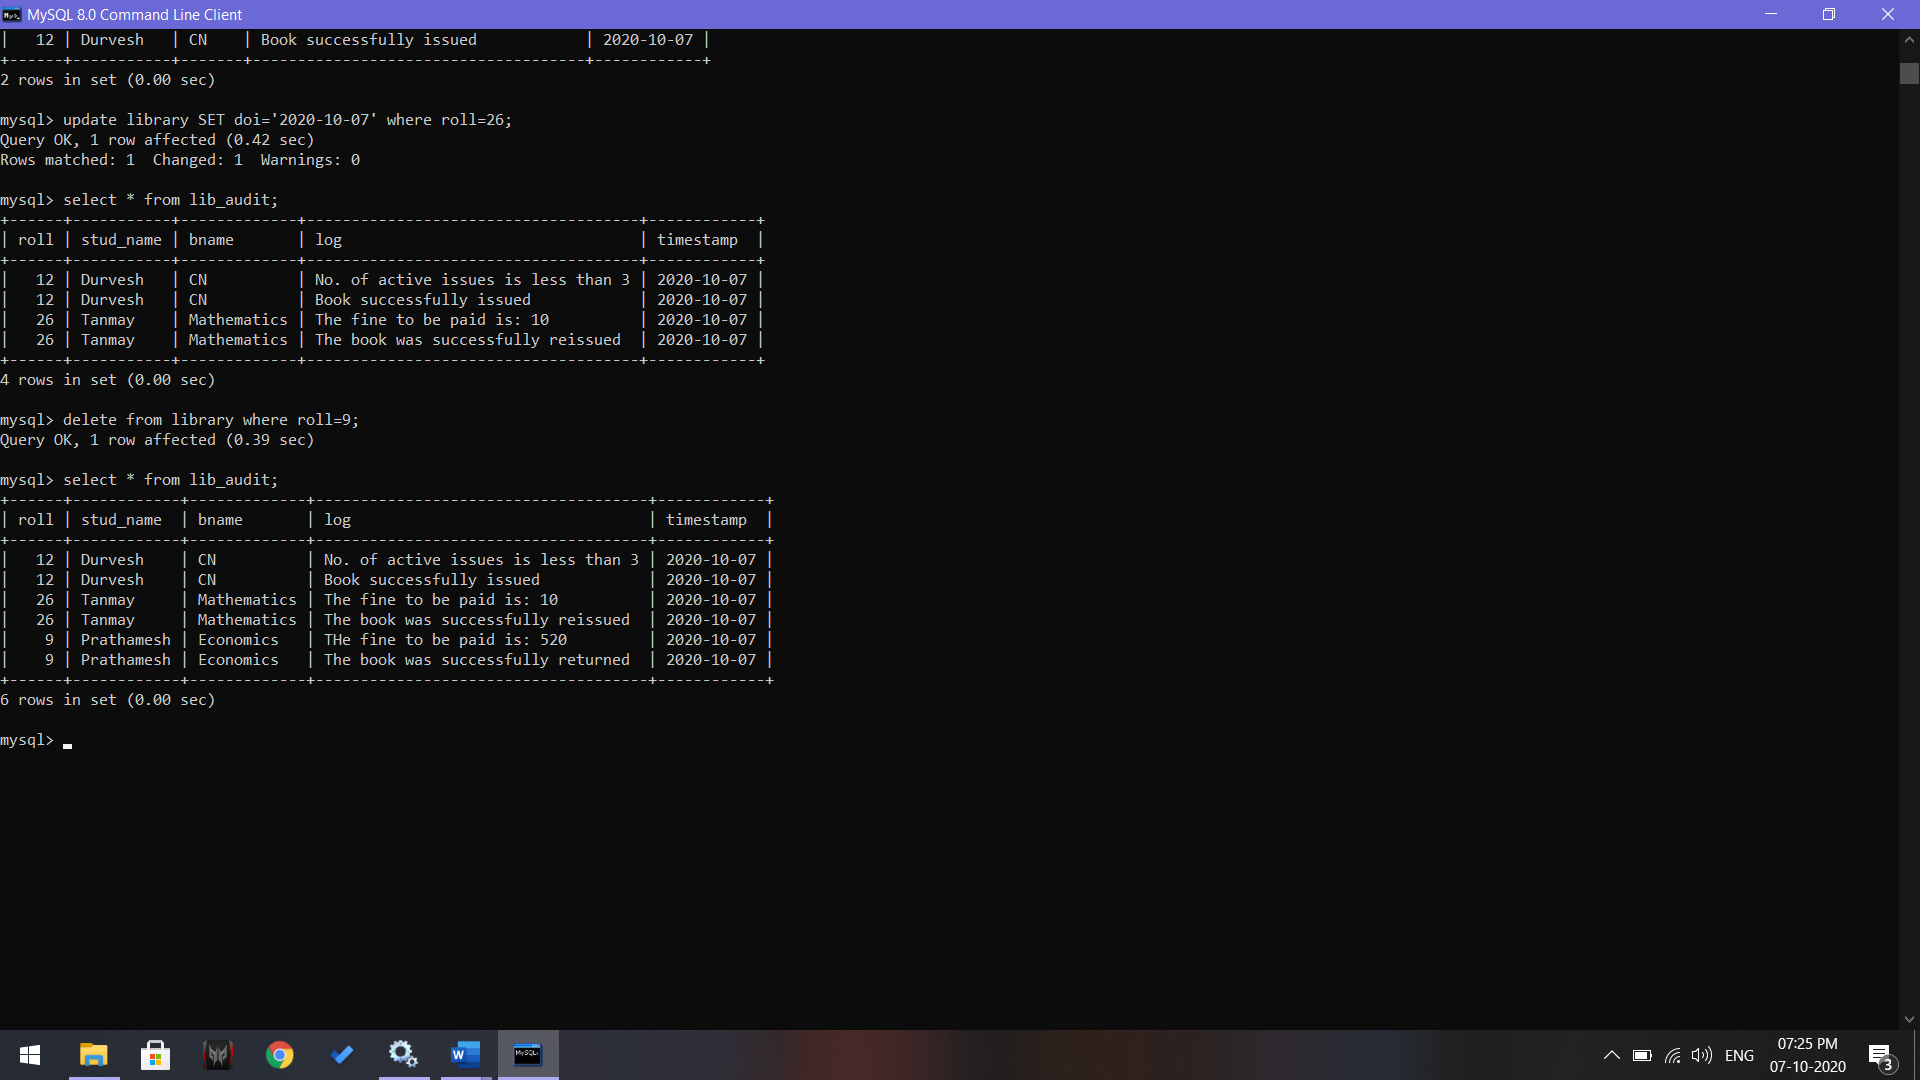 MySQL 8.0 Command Line Client
|   12 | Durvesh   | CN    | Book successfully issued            | 2020-10-07 |
+------+-----------+-------+-------------------------------------+------------+
2 rows in set (0.00 sec)
mysql> update library SET doi='2020-10-07' where roll=26;
Query OK, 1 row affected (0.42 sec)
Rows matched: 1  Changed: 1  Warnings: 0
mysql> select * from lib_audit;
+------+-----------+-------------+-------------------------------------+------------+
| roll | stud_name | bname       | log                                 | timestamp  |
+------+-----------+-------------+-------------------------------------+------------+
|   12 | Durvesh   | CN          | No. of active issues is less than 3 | 2020-10-07 |
|   12 | Durvesh   | CN          | Book successfully issued            | 2020-10-07 |
|   26 | Tanmay    | Mathematics | The fine to be paid is: 10          | 2020-10-07 |
|   26 | Tanmay    | Mathematics | The book was successfully reissued  | 2020-10-07 |
+------+-----------+-------------+-------------------------------------+------------+
4 rows in set (0.00 sec)
mysql> delete from library where roll=9;
Query OK, 1 row affected (0.39 sec)
mysql> select * from lib_audit;
+------+------------+-------------+-------------------------------------+------------+
| roll | stud_name  | bname       | log                                 | timestamp  |
+------+------------+-------------+-------------------------------------+------------+
|   12 | Durvesh    | CN          | No. of active issues is less than 3 | 2020-10-07 |
|   12 | Durvesh    | CN          | Book successfully issued            | 2020-10-07 |
|   26 | Tanmay     | Mathematics | The fine to be paid is: 10          | 2020-10-07 |
|   26 | Tanmay     | Mathematics | The book was successfully reissued  | 2020-10-07 |
|    9 | Prathamesh | Economics   | THe fine to be paid is: 520         | 2020-10-07 |
|    9 | Prathamesh | Economics   | The book was successfully returned  | 2020-10-07 |
+------+------------+-------------+-------------------------------------+------------+
6 rows in set (0.00 sec)
mysql>
ENG
07:25 PM
07-10-2020
3